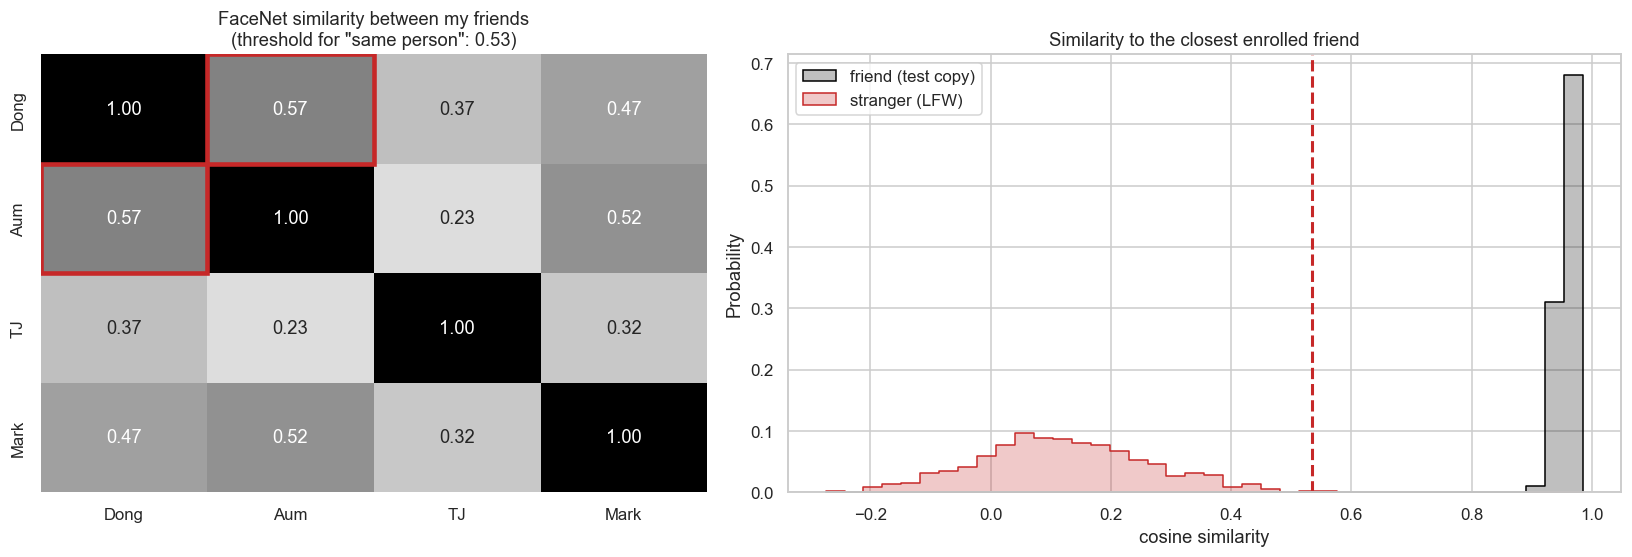 FaceNet similarity between my friends
(threshold for "same person": 0.53)
Dong 1.00 0.57 0.37 0.47
Aum 0.57 1.00 0.23 0.52
TJ 0.37 0.23 1.00 0.32
Mark 0.47 0.52 0.32 1.00
Dong Aum TJ Mark
Similarity to the closest enrolled friend
friend (test copy)
stranger (LFW)
Probability
0.7
0.6
0.5
0.4
0.3
0.2
0.1
0.0
−0.2 0.0 0.2 0.4 0.6 0.8 1.0
cosine similarity